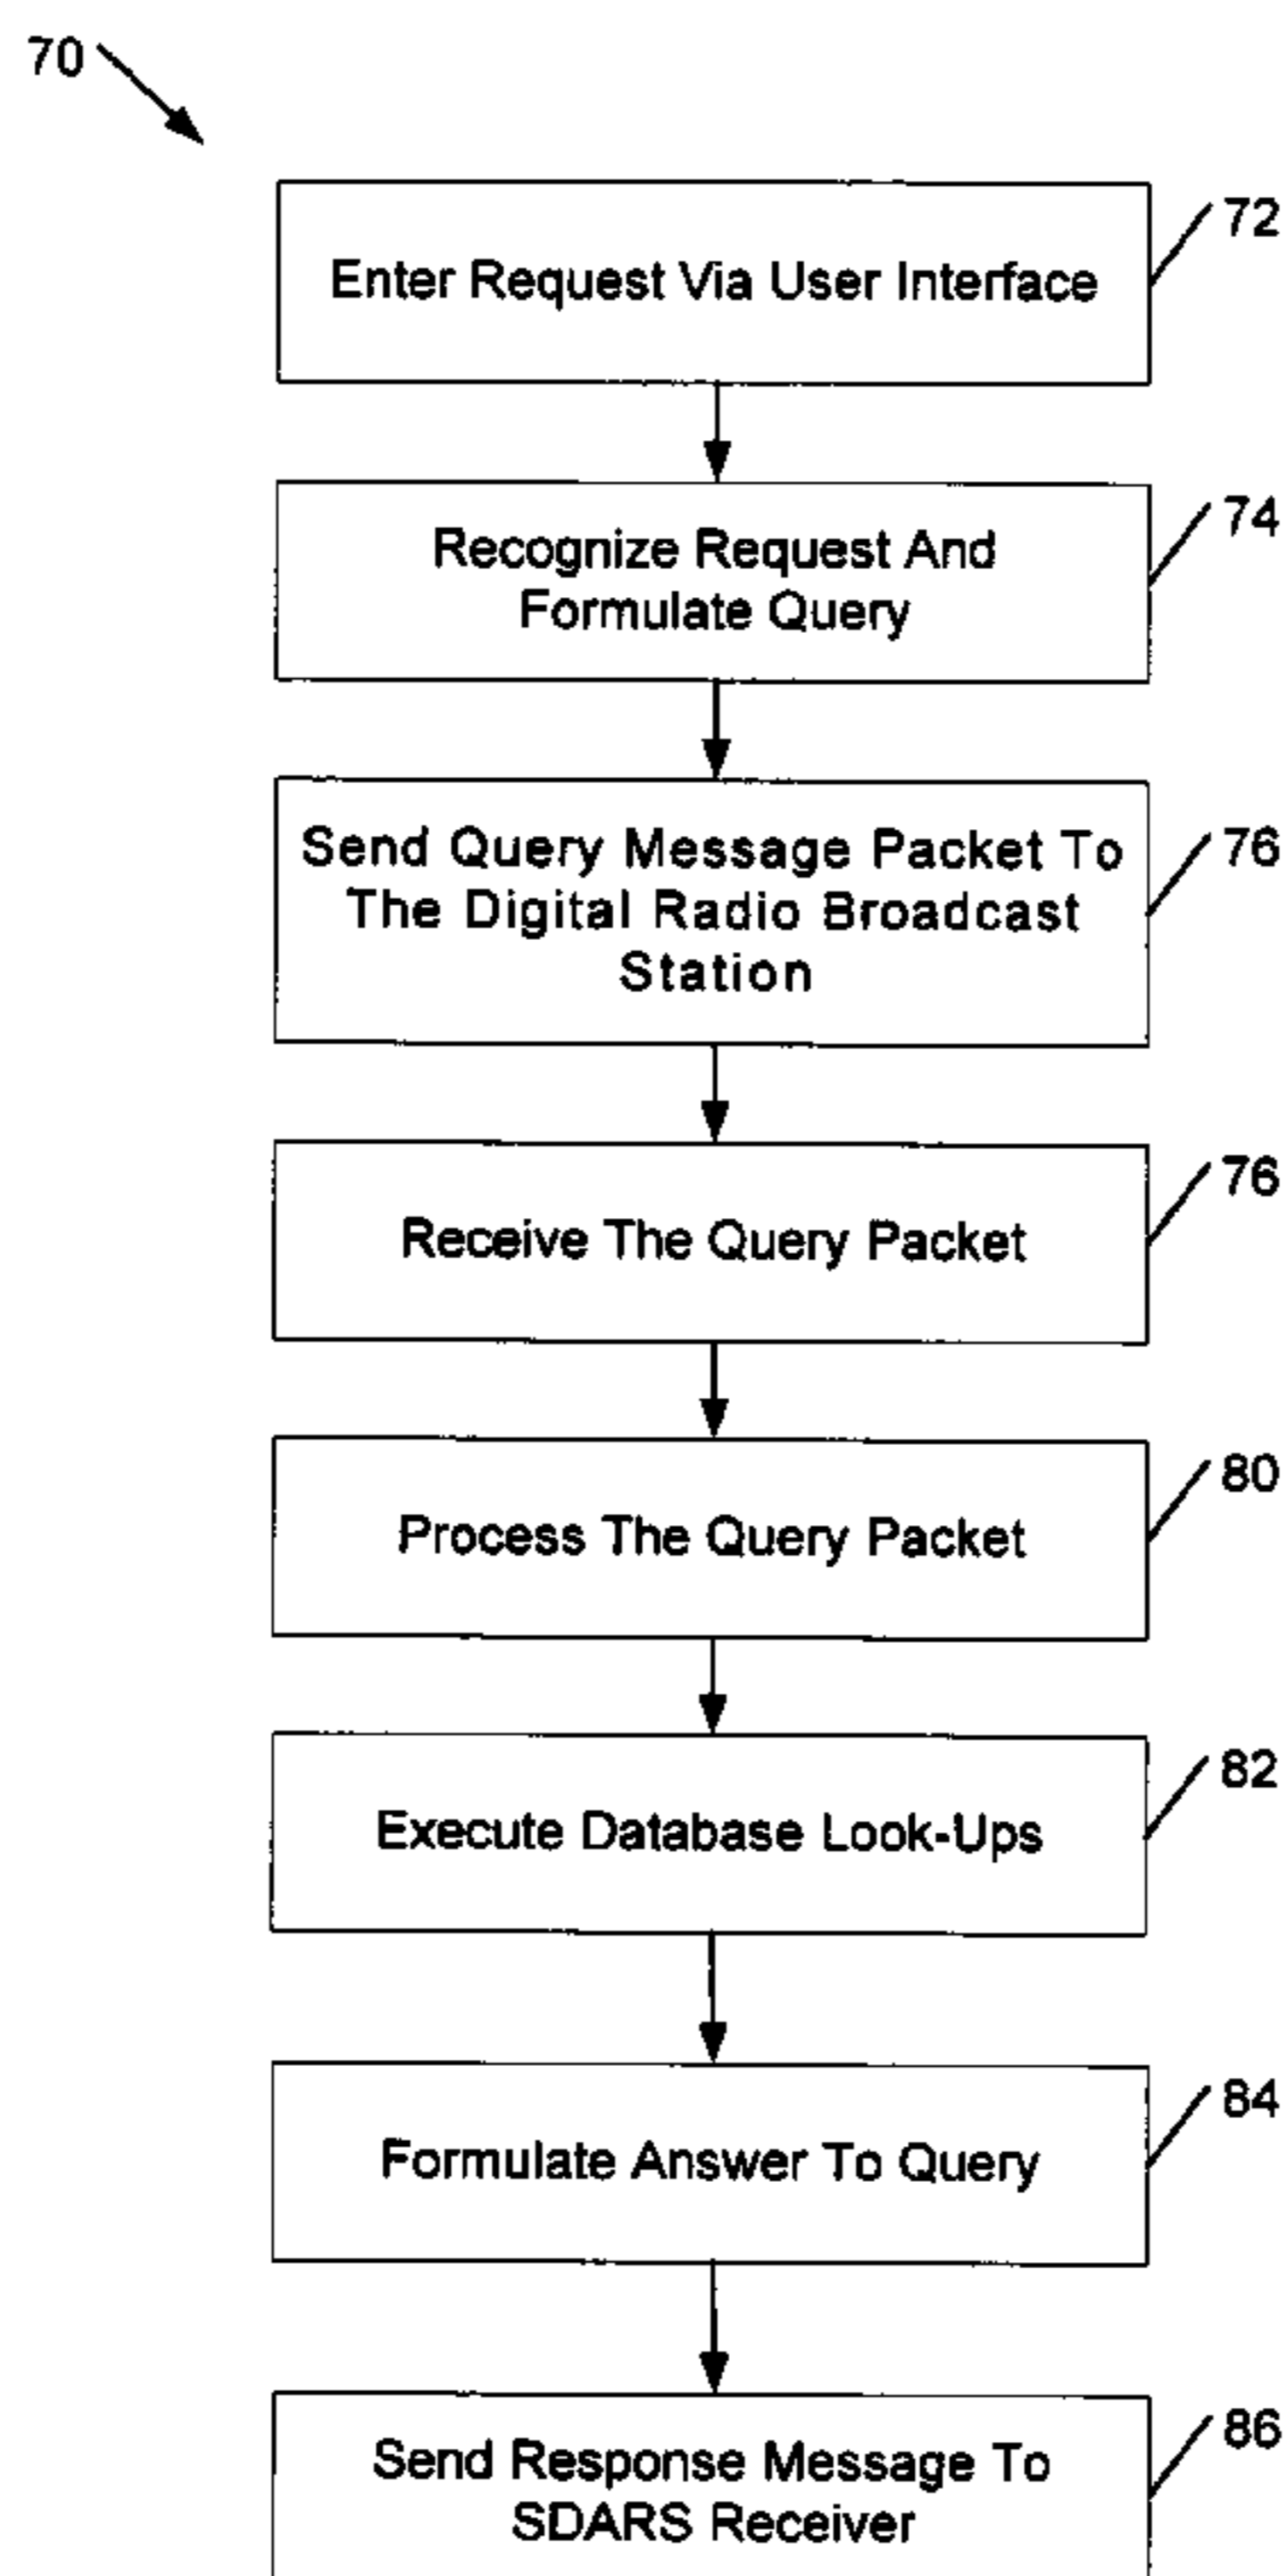 70
72
Enter Request Via User Interface
74
Recognize Request And
Formulate Query
76
Send Query Message Packet To
The Digital Radio Broadcast
Station
76
Receive The Query Packet
80
Process The Query Packet
82
Execute Database Look-Ups
84
Formulate Answer To Query
86
Send Response Message To
SDARS Receiver